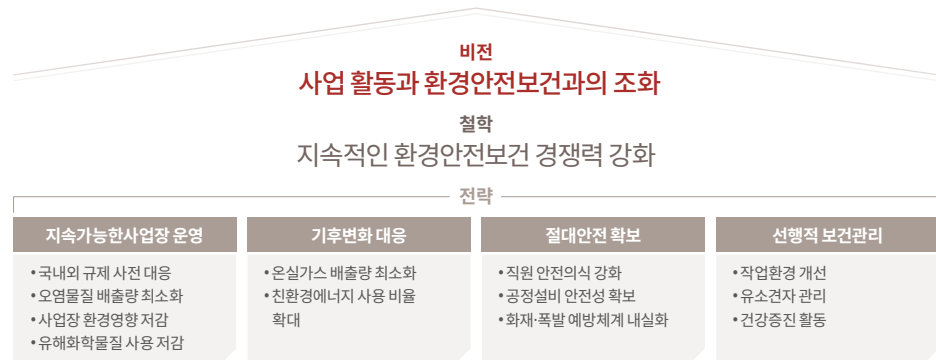 비전
사업 활동과 환경안전보건과의 조화
철학
지속적인 환경안전보건 경쟁력 강화
전략
지속가능한사업장 운영
• 국내외 규제 사전 대응
• 오염물질 배출량 최소화
• 사업장 환경영향 저감
• 유해화학물질 사용 저감
기후변화 대응
• 온실가스 배출량 최소화
• 친환경에너지 사용 비율
확대
절대안전 확보
• 직원 안전의식 강화
• 공정설비 안전성 확보
• 화재·폭발 예방체계 내실화
선행적 보건관리
• 작업환경 개선
• 유소견자 관리
• 건강증진 활동